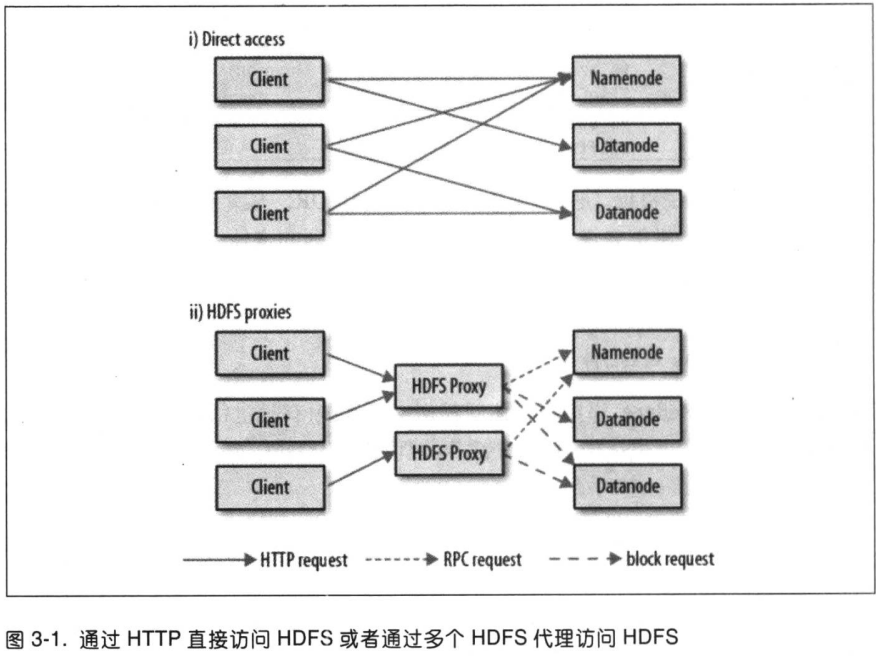 i) Direct access
Client
Namenode
Client
Datanode
Client
Datanode
ii) HDFS proxies
Client
Namenode
HDFS Proxy
Client
Datanode
HDFS Proxy
Client
Datanode
HTTP request
RPC request
block request
图 3-1. 通过 HTTP 直接访问 HDFS 或者通过多个 HDFS 代理访问 HDFS